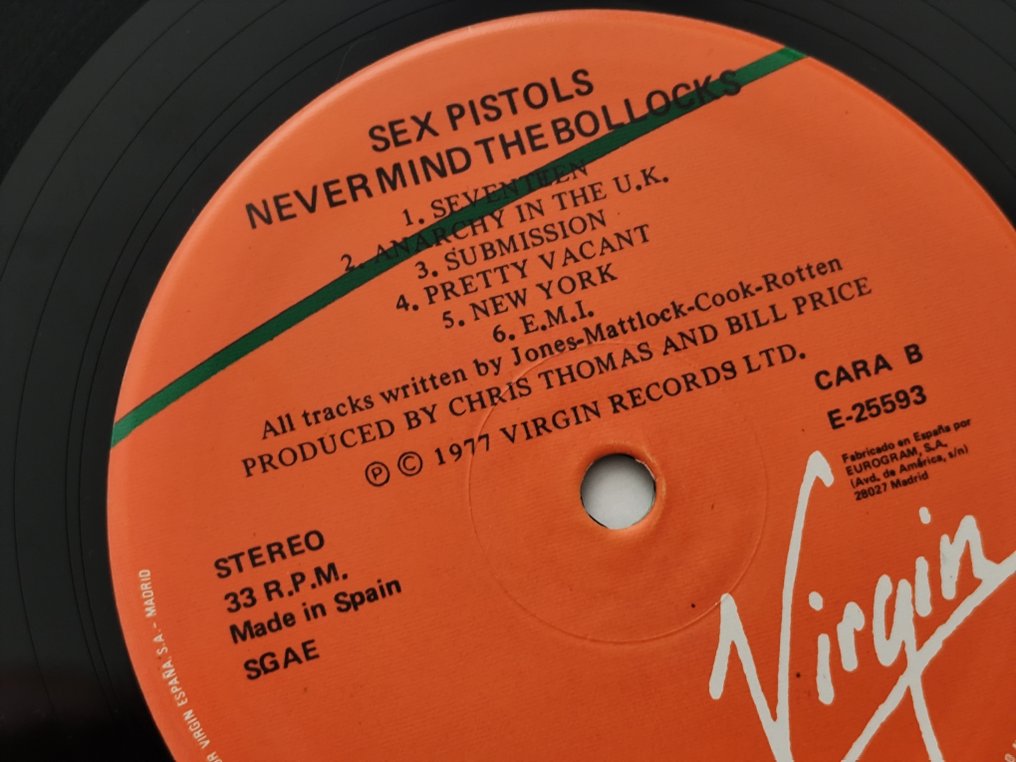 SEX PISTOLS
NEVER MIND THE BOLLOCKS
1. SEVENTEEN
2. ANARCHY IN THE U.K.
3. SUBMISSION
4. PRETTY VACANT
5. NEW YORK
6. E.M.I.
All tracks written by Jones-Mattlock-Cook-Rotten
PRODUCED BY CHRIS THOMAS AND BILL PRICE
Ⓟ © 1977 VIRGIN RECORDS LTD.
CARA B
E-25593
Fabricado en España por
EUROGRAM, S.A.
(Avd. de América, s/n)
28027 Madrid
STEREO
33 R.P.M.
Made in Spain
SGAE
Virgin
VIRGIN ESPAÑA, S.A. - MADRID